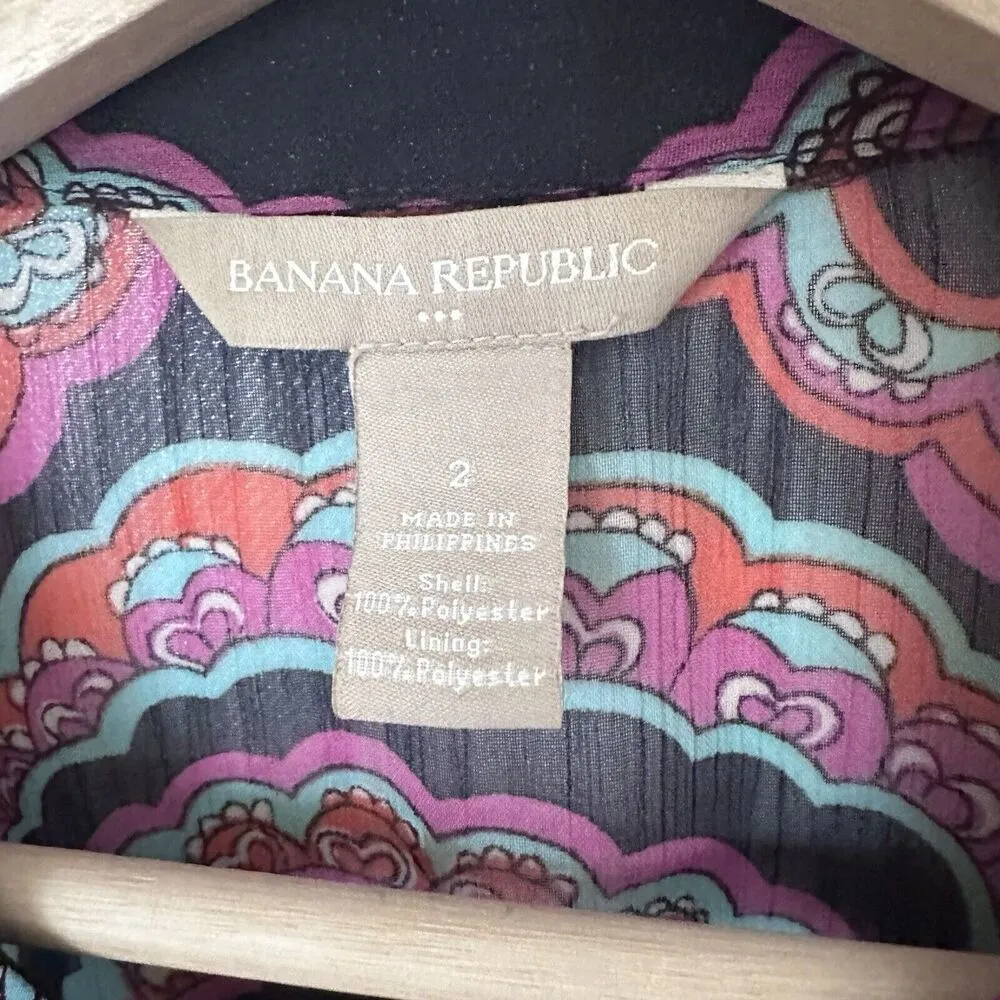 BANANA REPUBLIC
2
MADE IN
PHILIPPINES
Shell:
100% Polyester
Lining:
100% Polyester